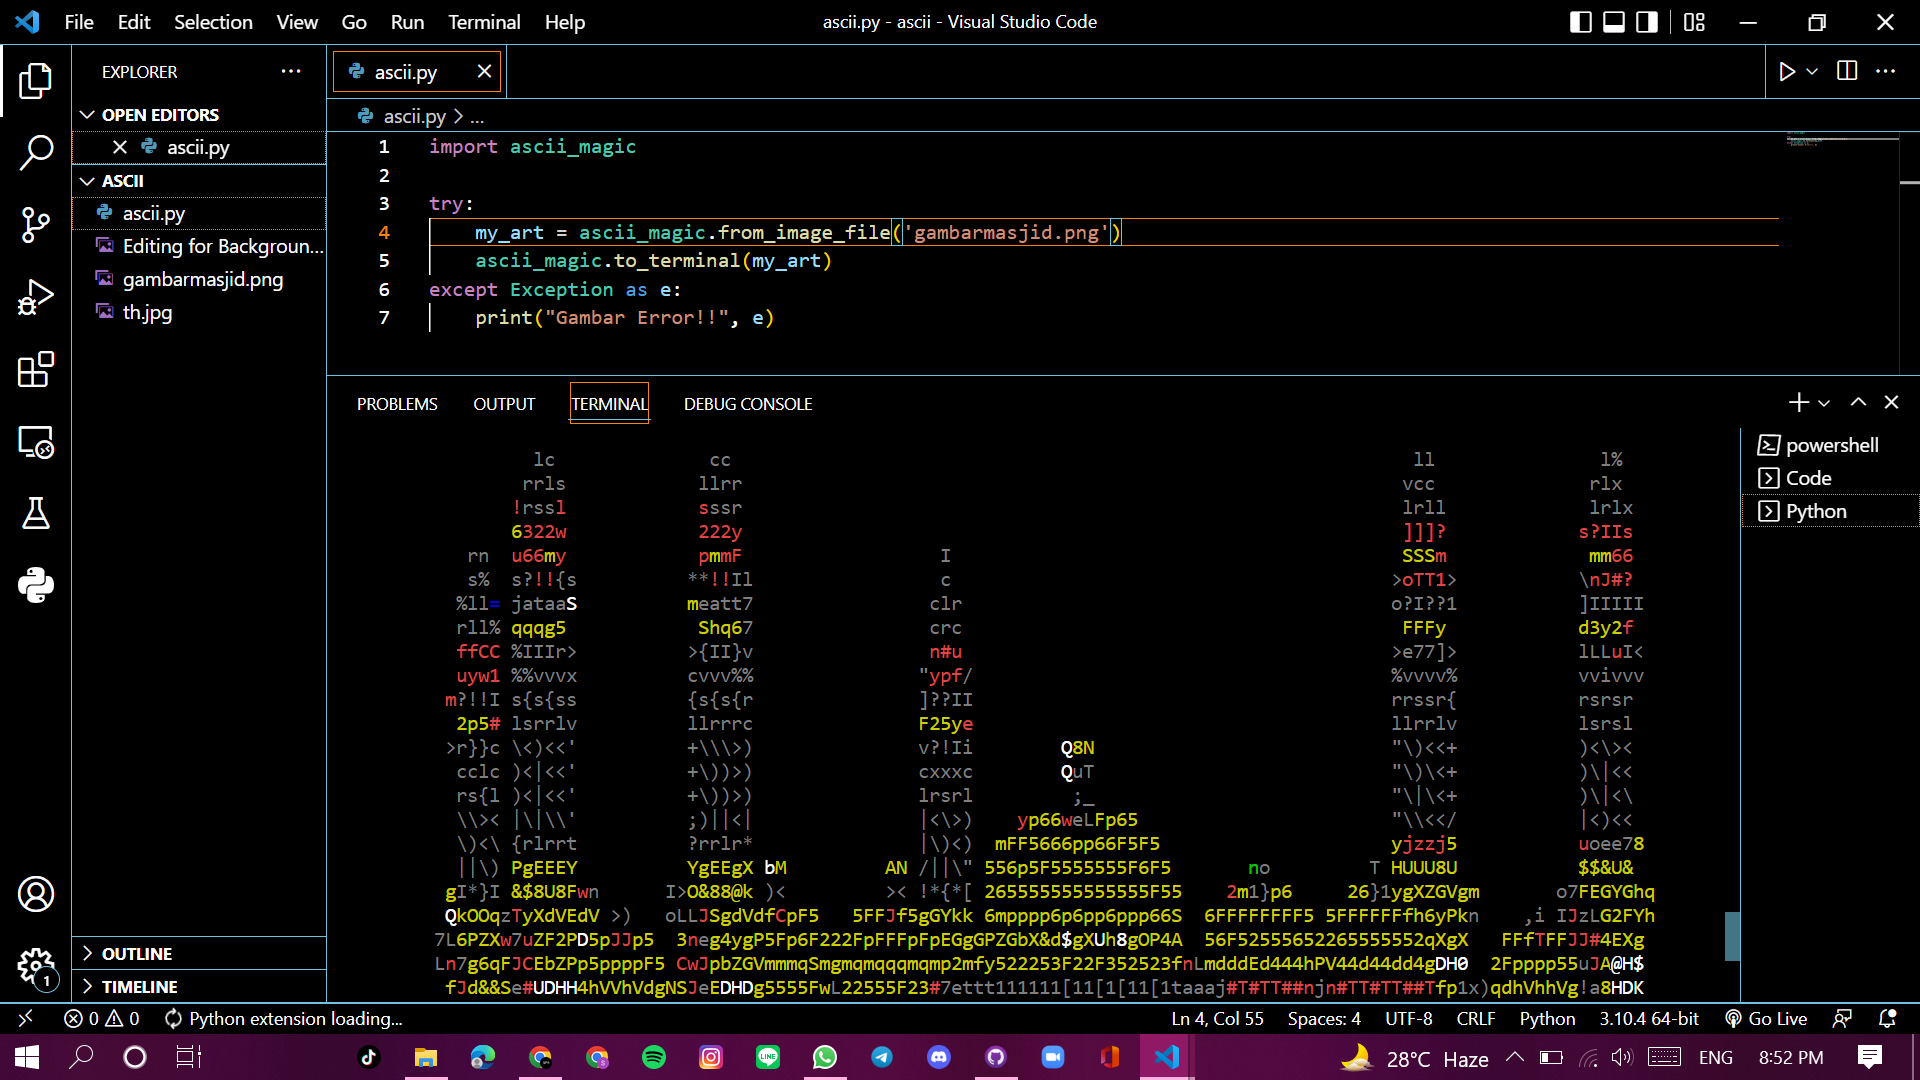 File Edit Selection View Go Run Terminal Help
ascii.py - ascii - Visual Studio Code
EXPLORER
OPEN EDITORS
ascii.py
ASCII
ascii.py
Editing for Backgroun...
gambarmasjid.png
th.jpg
OUTLINE
TIMELINE
ascii.py
ascii.py > ...
1 import ascii_magic
2
3 try:
4 my_art = ascii_magic.from_image_file('gambarmasjid.png')
5 ascii_magic.to_terminal(my_art)
6 except Exception as e:
7 print("Gambar Error!!", e)
PROBLEMS OUTPUT TERMINAL DEBUG CONSOLE
powershell
Code
Python
lc cc ll l%
rrls llrr vcc rlx
!rssl sssr lrll lrlx
6322w 222y ]]]? s?IIs
rn u66my pmmF I SSSm mm66
s% s?!!{s **!!Il c >oTT1> \nJ#?
%ll= jataaS meatt7 clr o?I??1 ]IIIII
rll% qqqg5 Shq67 crc FFFy d3y2f
ffCC %IIIr> >{II}v n#u >e77]> lLLuI<
uyw1 %%vvvx cvvv%% "ypf/ %vvvv% vvivvv
m?!!I s{s{ss {s{s{r ]??II rrssr{ rsrsr
2p5# lsrrlv llrrrc F25ye llrrlv lsrsl
>r}}c \<)<<' +\\\>) v?!Ii Q8N "\)<<+ )<\><
cclc )<|<<' +\))>) cxxxc QuT "\)\<+ )\|<<
rs{l )<|<<' +\))>) lrsrl ;_ "\|\<+ )\|<\
\\>< |\|\\' ;)||<| |<\>) yp66weLFp65 "\\<</ |<)<<
\)<\ {rlrrt ?rrlr* |\)<) mFF5666pp66F5F5 yjzzj5 uoee78
||\) PgEEEY YgEEgX bM AN /||\" 556p5F5555555F6F5 no T HUUU8U $$&U&
gI*}I &$8U8Fwn I>O&88@k )< >< !*{*[ 265555555555555F55 2m1}p6 26}1ygXZGVgm o7FEGYGhq
QkOOqzTyXdVEdV >) oLLJSgdVdfCpF5 5FFJf5gGYkk 6mpppp6p6pp6ppp66S 6FFFFFFFF5 5FFFFFFfh6yPkn ,i IJzLG2FYh
7L6PZXw7uZF2PD5pJJp5 3neg4ygP5Fp6F222FpFFFpFpEGgGPZGbX&d$gXUh8gOP4A 56F52555652265555552qXgX FFfTFFJJ#4EXg
Ln7g6qFJCEbZPp5ppppF5 CwJpbZGVmmmqSmgmqmqqmqmp2mfy522253F22F352523fnLmdddEd444hPV44d44dd4gDH0 2Fpppp55uJA@H$
fJd&&Se#UDHH4hVVhVdgNSJeEDHDg5555FwL22555F23#7ettt111111[11[1[11[1taaaj#T#TT##njn#TT#TT##Tfp1x)qdhVhhVg!a8HDK
1
0 0 Python extension loading...
Ln 4, Col 55 Spaces: 4 UTF-8 CRLF Python 3.10.4 64-bit Go Live
28°C Haze ENG 8:52 PM